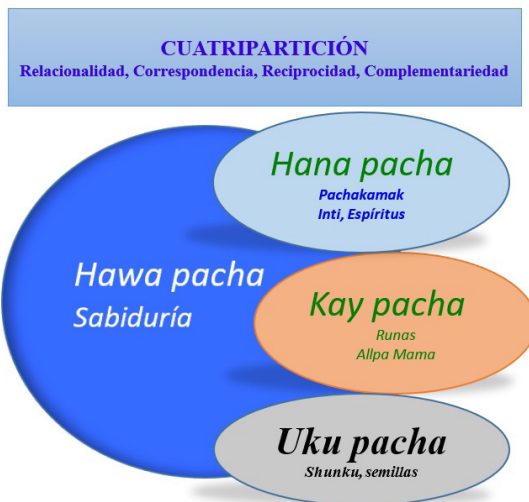 CUATRIPARTICIÓN
Relacionalidad, Correspondencia, Reciprocidad, Complementariedad
Hana pacha
Pachakamak
Inti, Espíritus
Hawa pacha
Sabiduría
Kay pacha
Runas
Allpa Mama
Uku pacha
Shunku, semillas